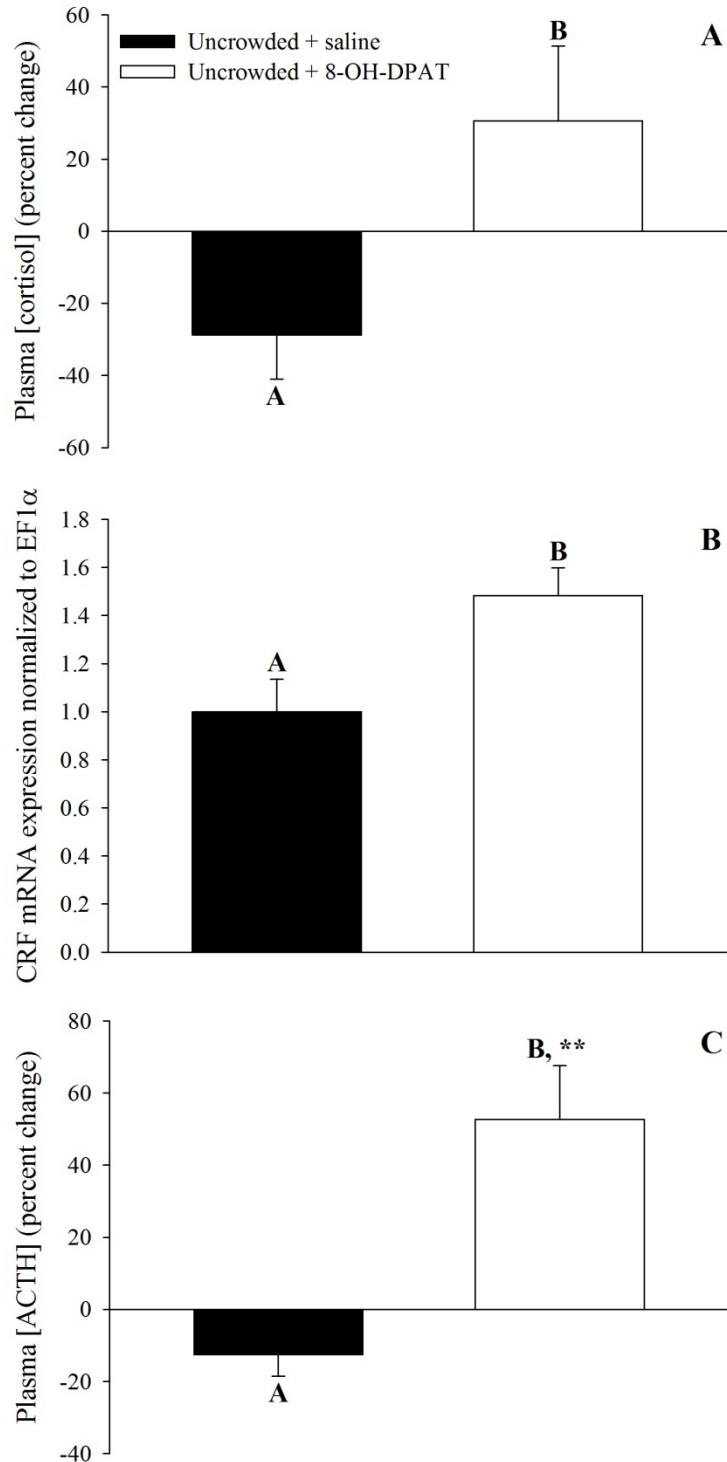 A
Uncrowded + saline
Uncrowded + 8-OH-DPAT
Plasma [cortisol] (percent change)
60
40
20
0
-20
-40
-60
B
A
B
CRF mRNA expression normalized to EF1α
1.8
1.6
1.4
1.2
1.0
0.8
0.6
0.4
0.2
0.0
A
B
C
Plasma [ACTH] (percent change)
80
60
40
20
0
-20
-40
B, **
A